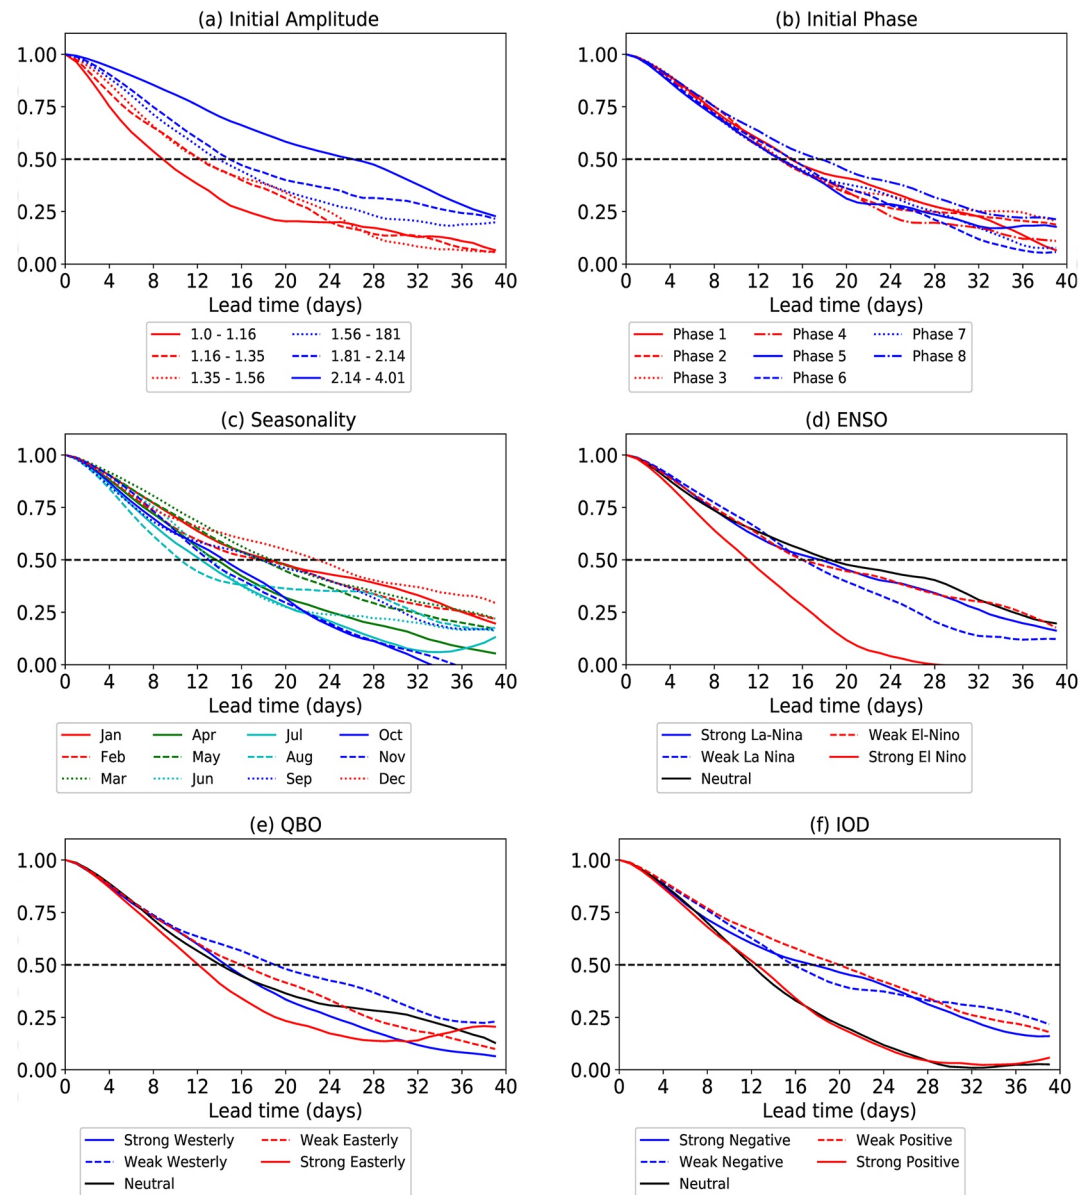 (a) Initial Amplitude
1.00
0.75
0.50
0.25
0.00
0 4 8 12 16 20 24 28 32 36 40
Lead time (days)
1.0 - 1.16 1.56 - 181
1.16 - 1.35 1.81 - 2.14
1.35 - 1.56 2.14 - 4.01
(b) Initial Phase
1.00
0.75
0.50
0.25
0.00
0 4 8 12 16 20 24 28 32 36 40
Lead time (days)
Phase 1 Phase 4 Phase 7
Phase 2 Phase 5 Phase 8
Phase 3 Phase 6
(c) Seasonality
1.00
0.75
0.50
0.25
0.00
0 4 8 12 16 20 24 28 32 36 40
Lead time (days)
Jan Apr Jul Oct
Feb May Aug Nov
Mar Jun Sep Dec
(d) ENSO
1.00
0.75
0.50
0.25
0.00
0 4 8 12 16 20 24 28 32 36 40
Lead time (days)
Strong La-Nina Weak El-Nino
Weak La Nina Strong El Nino
Neutral
(e) QBO
1.00
0.75
0.50
0.25
0.00
0 4 8 12 16 20 24 28 32 36 40
Lead time (days)
Strong Westerly Weak Easterly
Weak Westerly Strong Easterly
Neutral
(f) IOD
1.00
0.75
0.50
0.25
0.00
0 4 8 12 16 20 24 28 32 36 40
Lead time (days)
Strong Negative Weak Positive
Weak Negative Strong Positive
Neutral